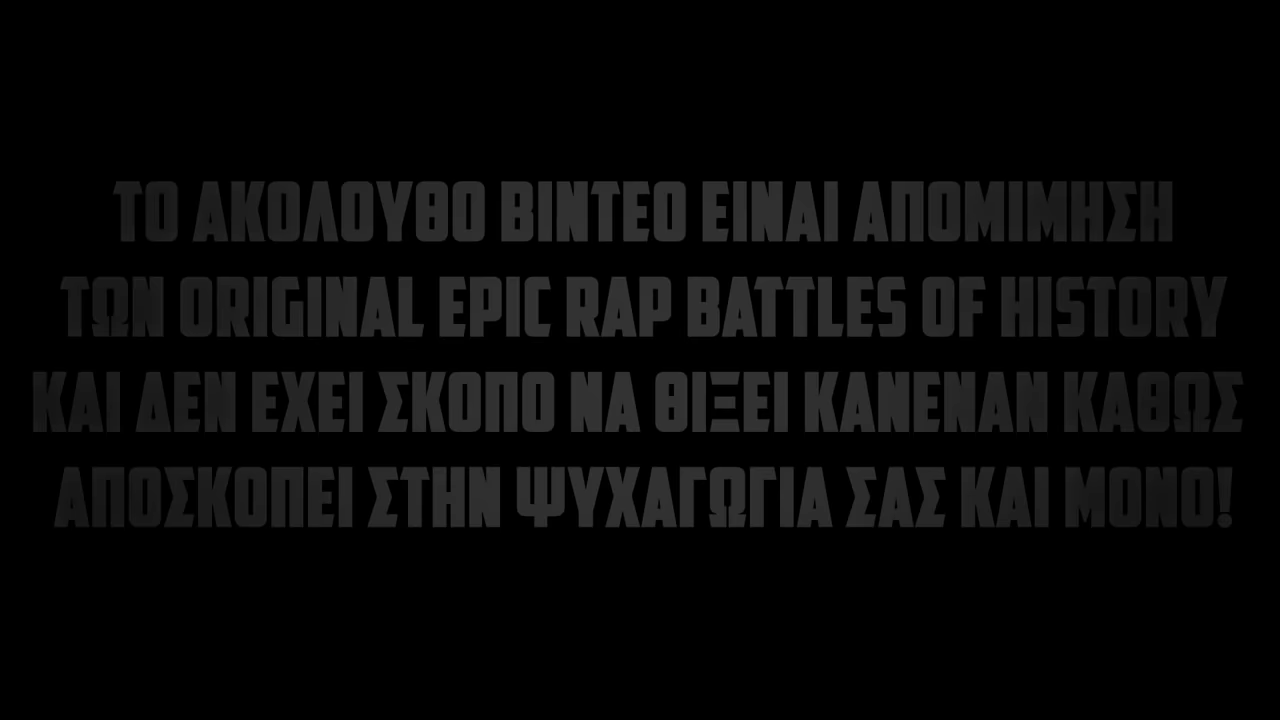 ΤΟ ΑΚΟΛΟΥΘΟ ΒΙΝΤΕΟ ΕΙΝΑΙ ΑΠΟΜΙΜΗΣΗ
ΤΩΝ ORIGINAL EPIC RAP BATTLES OF HISTORY
ΚΑΙ ΔΕΝ ΕΧΕΙ ΣΚΟΠΟ ΝΑ ΘΙΞΕΙ ΚΑΝΕΝΑΝ ΚΑΘΩΣ
ΑΠΟΣΚΟΠΕΙ ΣΤΗΝ ΨΥΧΑΓΩΓΙΑ ΣΑΣ ΚΑΙ ΜΟΝΟ!